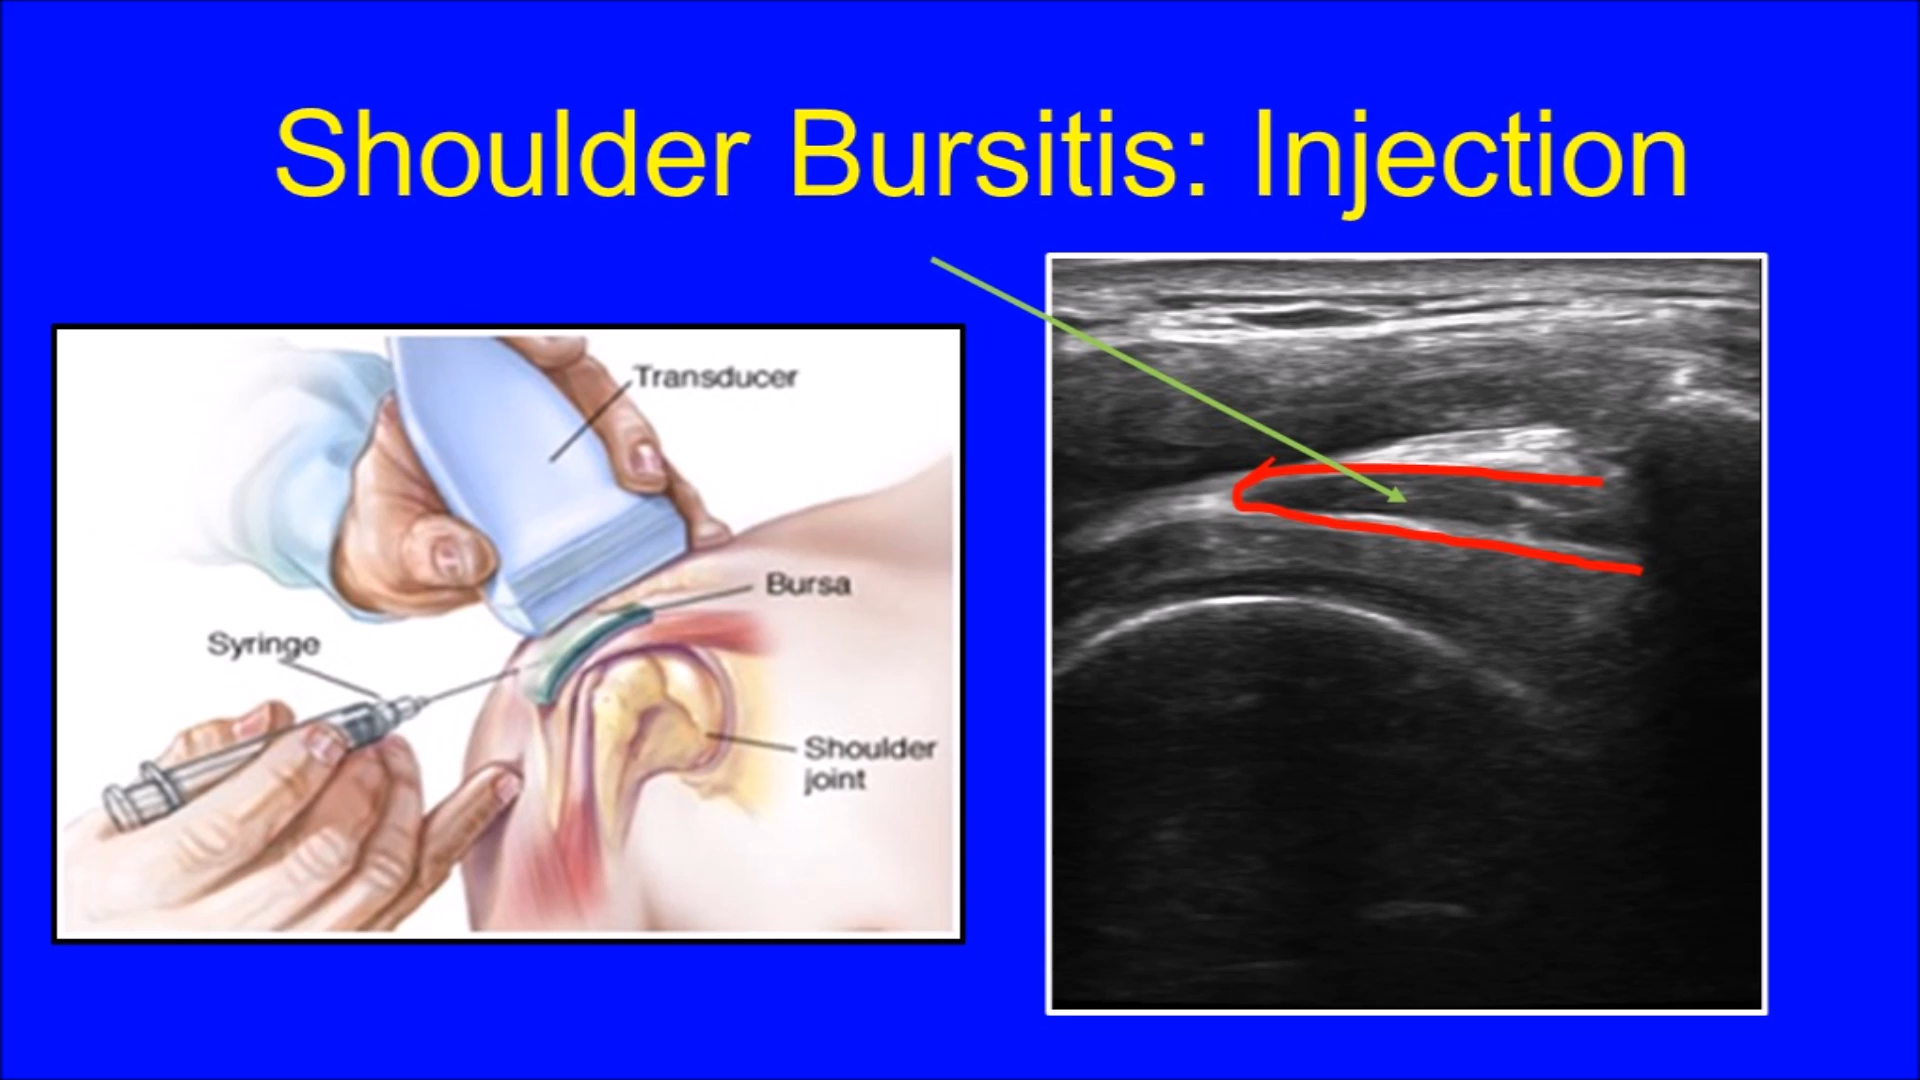 Shoulder Bursitis: Injection
Transducer
Bursa
Syringe
Shoulder
joint